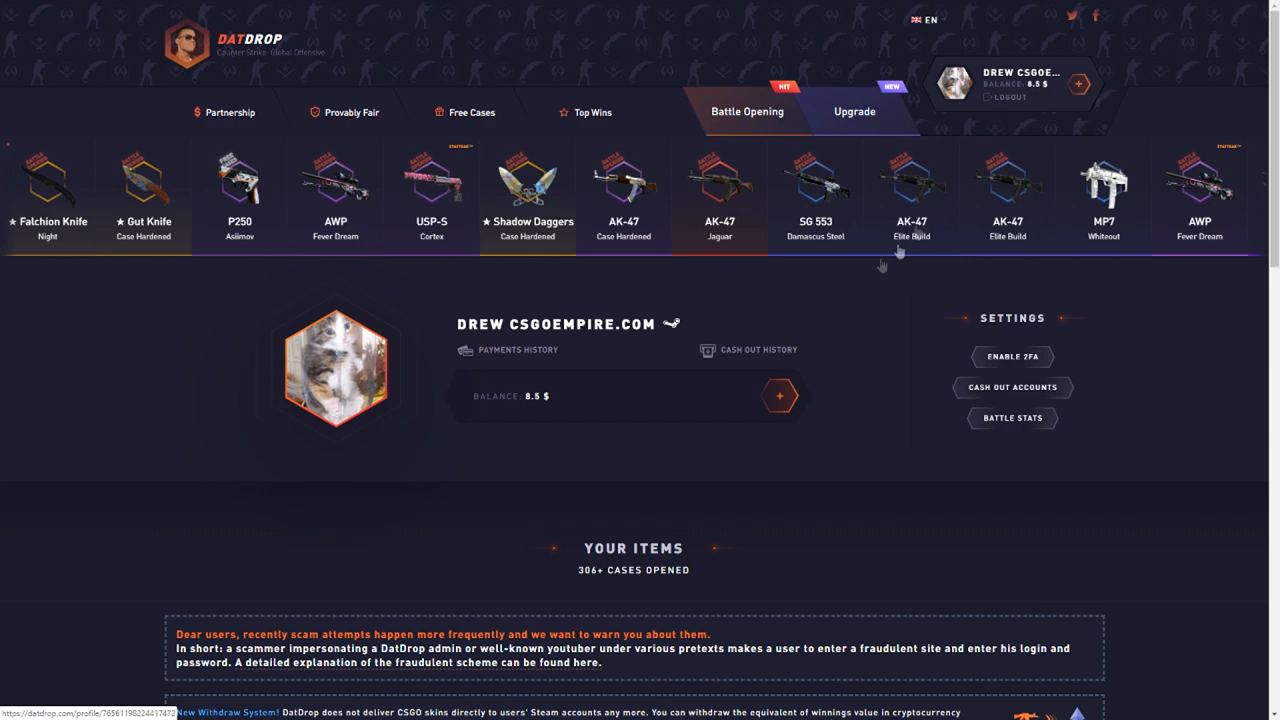 EN
DATDROP
Counter Strike: Global Offensive
DREW CSGOE...
BALANCE: 8.5 $
LOGOUT
HIT
NEW
Partnership
Provably Fair
Free Cases
Top Wins
Battle Opening
Upgrade
★ Falchion Knife
Night
★ Gut Knife
Case Hardened
P250
Asiimov
AWP
Fever Dream
USP-S
Cortex
★ Shadow Daggers
Case Hardened
AK-47
Case Hardened
AK-47
Jaguar
SG 553
Damascus Steel
AK-47
Elite Build
AK-47
Elite Build
MP7
Whiteout
AWP
Fever Dream
DREW CSGOEMPIRE.COM
PAYMENTS HISTORY
CASH OUT HISTORY
BALANCE: 8.5 $
SETTINGS
ENABLE 2FA
CASH OUT ACCOUNTS
BATTLE STATS
YOUR ITEMS
306+ CASES OPENED
Dear users, recently scam attempts happen more frequently and we want to warn you about them.
In short: a scammer impersonating a DatDrop admin or well-known youtuber under various pretexts makes a user to enter a fraudulent site and enter his login and
password. A detailed explanation of the fraudulent scheme can be found here.
New Withdraw System! DatDrop does not deliver CSGO skins directly to users' Steam accounts any more. You can withdraw the equivalent of winnings value in cryptocurrency